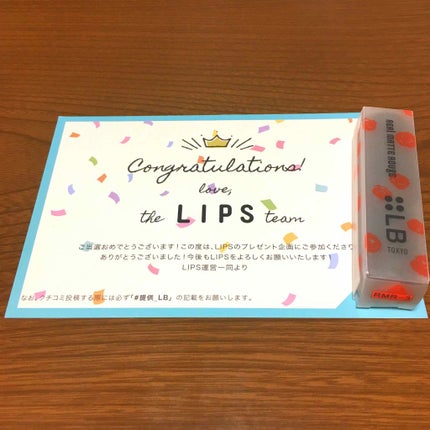 Congratulations!
love,
the LIPS team
ご当選おめでとうございます！この度は、LIPSのプレゼント企画にご参加くださり
ありがとうございました！今後もLIPSをよろしくお願いいたします！
LIPS運営一同より
なお、クチコミ投稿する際には必ず「#提供_LB」の記載をお願いします。
MATTE ROUGE
LB
TOKYO
RMR-3